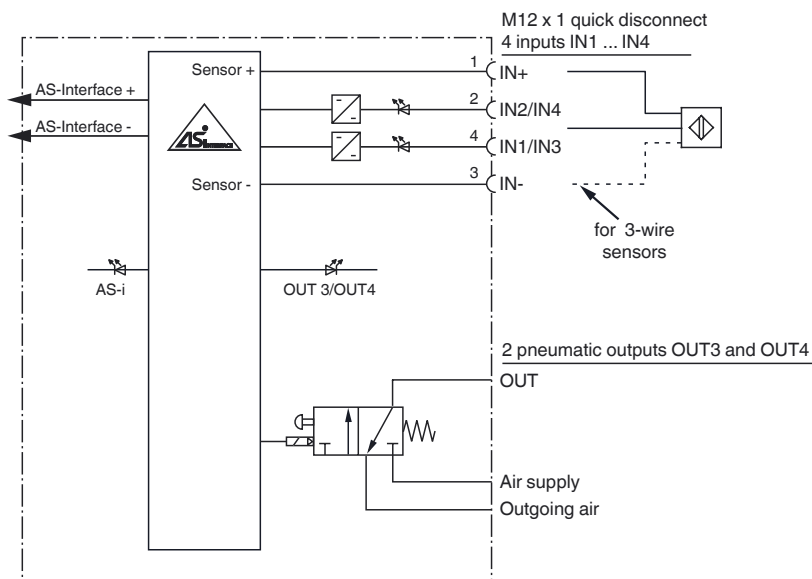 M12 x 1 quick disconnect
4 inputs IN1 ... IN4
Sensor +
1
IN+
AS-Interface +
2
IN2/IN4
AS-Interface -
ASi
INTERFACE
4
IN1/IN3
Sensor -
3
IN-
for 3-wire
sensors
AS-i
OUT 3/OUT4
2 pneumatic outputs OUT3 and OUT4
OUT
Air supply
Outgoing air